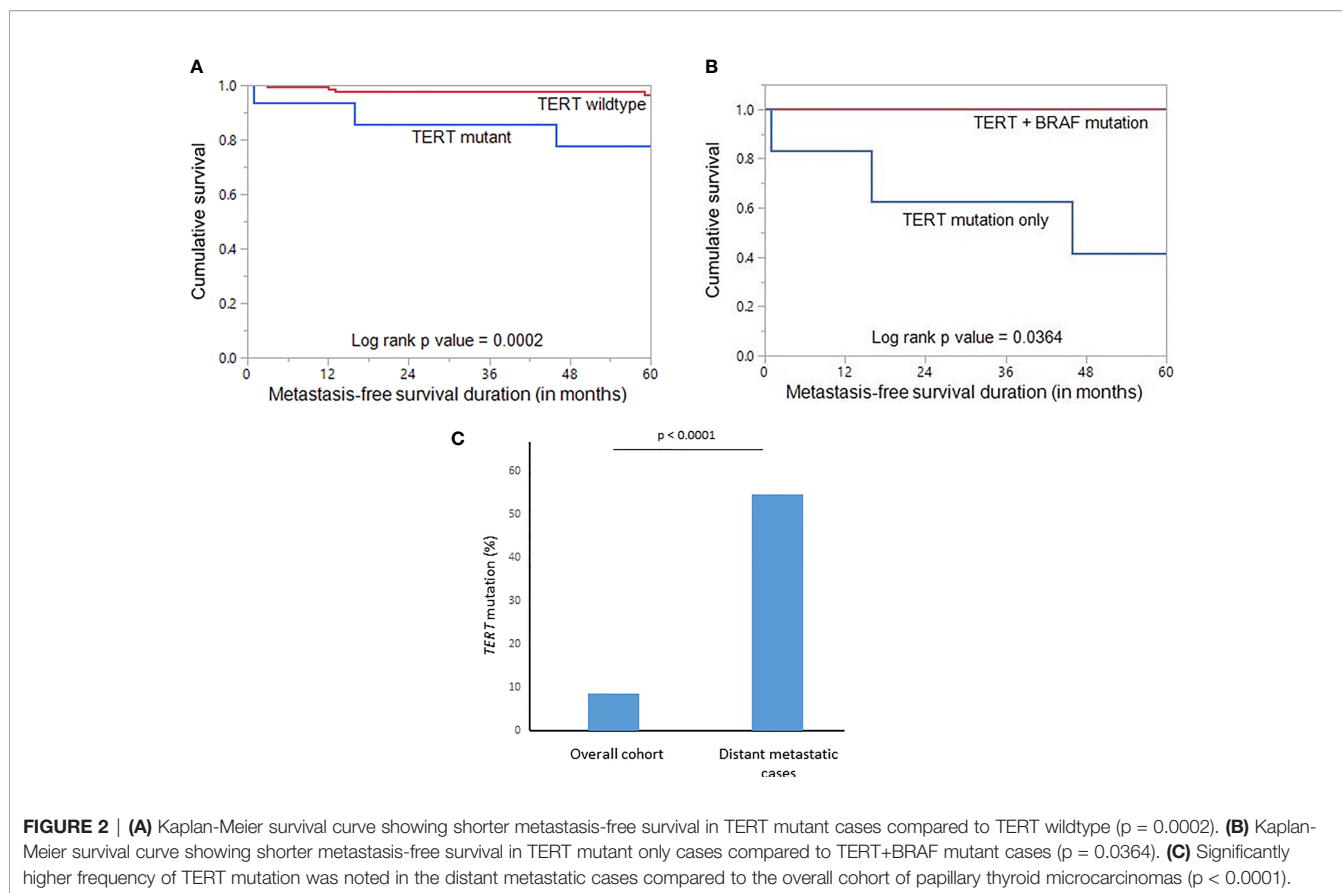 A
1.0
0.8
0.6
0.4
0.2
0.0
Cumulative survival
TERT wildtype
TERT mutant
Log rank p value = 0.0002
0 12 24 36 48 60
Metastasis-free survival duration (in months)
B
1.0
0.8
0.6
0.4
0.2
0.0
Cumulative survival
TERT + BRAF mutation
TERT mutation only
Log rank p value = 0.0364
0 12 24 36 48 60
Metastasis-free survival duration (in months)
C
p < 0.0001
60
50
40
30
20
10
0
TERT mutation (%)
Overall cohort
Distant metastatic
cases
FIGURE 2 | (A) Kaplan-Meier survival curve showing shorter metastasis-free survival in TERT mutant cases compared to TERT wildtype (p = 0.0002). (B) Kaplan-
Meier survival curve showing shorter metastasis-free survival in TERT mutant only cases compared to TERT+BRAF mutant cases (p = 0.0364). (C) Significantly
higher frequency of TERT mutation was noted in the distant metastatic cases compared to the overall cohort of papillary thyroid microcarcinomas (p < 0.0001).